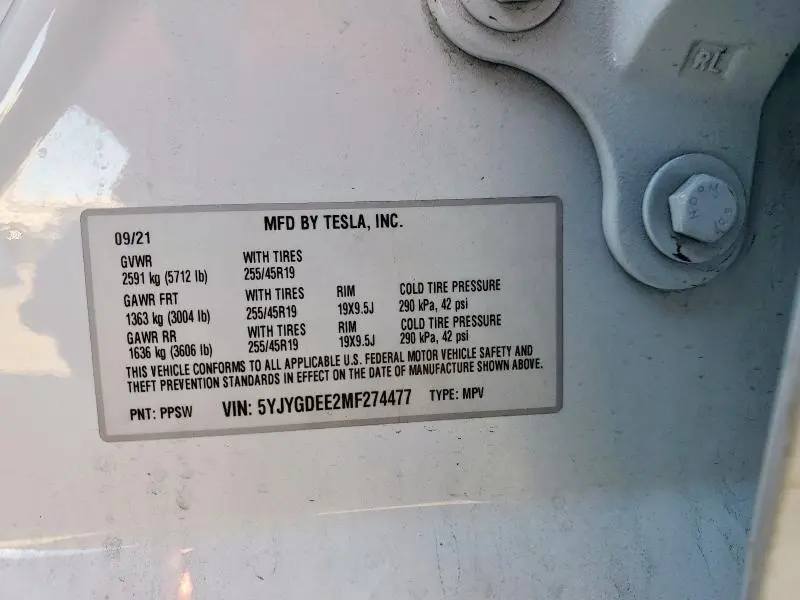 RL
MFD BY TESLA, INC.
09/21
GVWR WITH TIRES
2591 kg (5712 lb) 255/45R19
GAWR FRT WITH TIRES RIM COLD TIRE PRESSURE
1363 kg (3004 lb) 255/45R19 19X9.5J 290 kPa, 42 psi
GAWR RR WITH TIRES RIM COLD TIRE PRESSURE
1636 kg (3606 lb) 255/45R19 19X9.5J 290 kPa, 42 psi
THIS VEHICLE CONFORMS TO ALL APPLICABLE U.S. FEDERAL MOTOR VEHICLE SAFETY AND
THEFT PREVENTION STANDARDS IN EFFECT ON THE DATE OF MANUFACTURE SHOWN ABOVE.
PNT: PPSW VIN: 5YJYGDEE2MF274477 TYPE: MPV